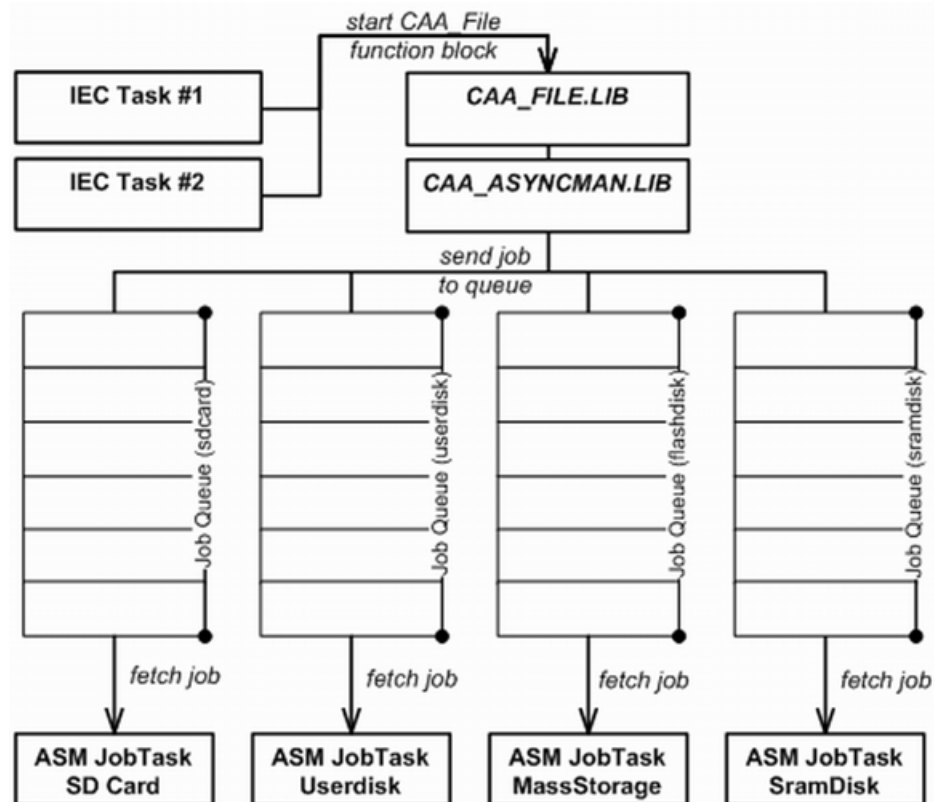 start CAA_File
function block
IEC Task #1
CAA_FILE.LIB
IEC Task #2
CAA_ASYNCMAN.LIB
send job
to queue
Job Queue (sdcard)
Job Queue (userdisk)
Job Queue (flashdisk)
Job Queue (sramdisk)
fetch job
fetch job
fetch job
fetch job
ASM JobTask
SD Card
ASM JobTask
Userdisk
ASM JobTask
MassStorage
ASM JobTask
SramDisk